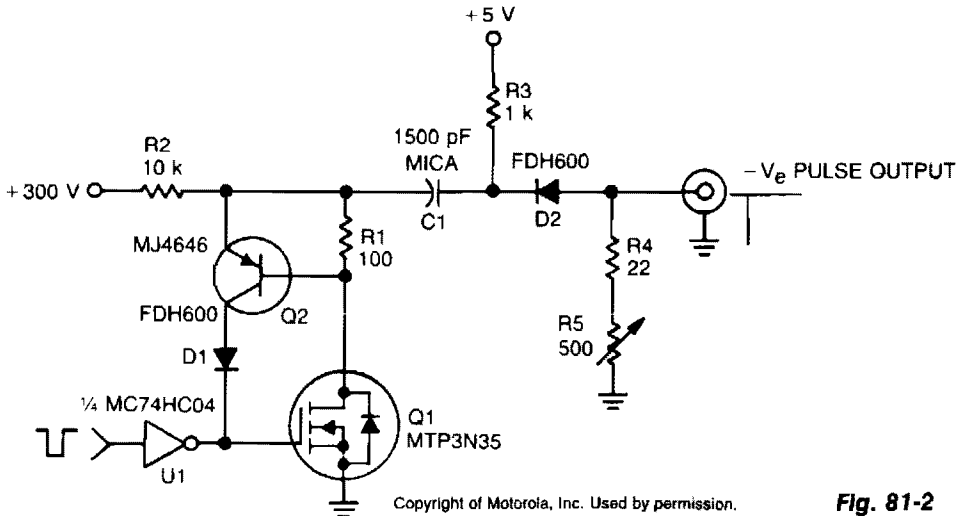 +5 V
R3
1 k
1500 pF
MICA
C1
FDH600
D2
-Ve PULSE OUTPUT
R2
10 k
+300 V
R1
100
MJ4646
Q2
FDH600
D1
R4
22
R5
500
¼ MC74HC04
U1
Q1
MTP3N35
Copyright of Motorola, Inc. Used by permission.
Fig. 81-2